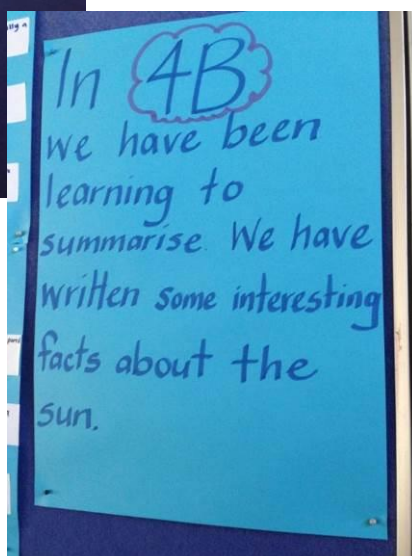 In 4B
we have been
learning to
summarise. We have
written some interesting
facts about the
sun.